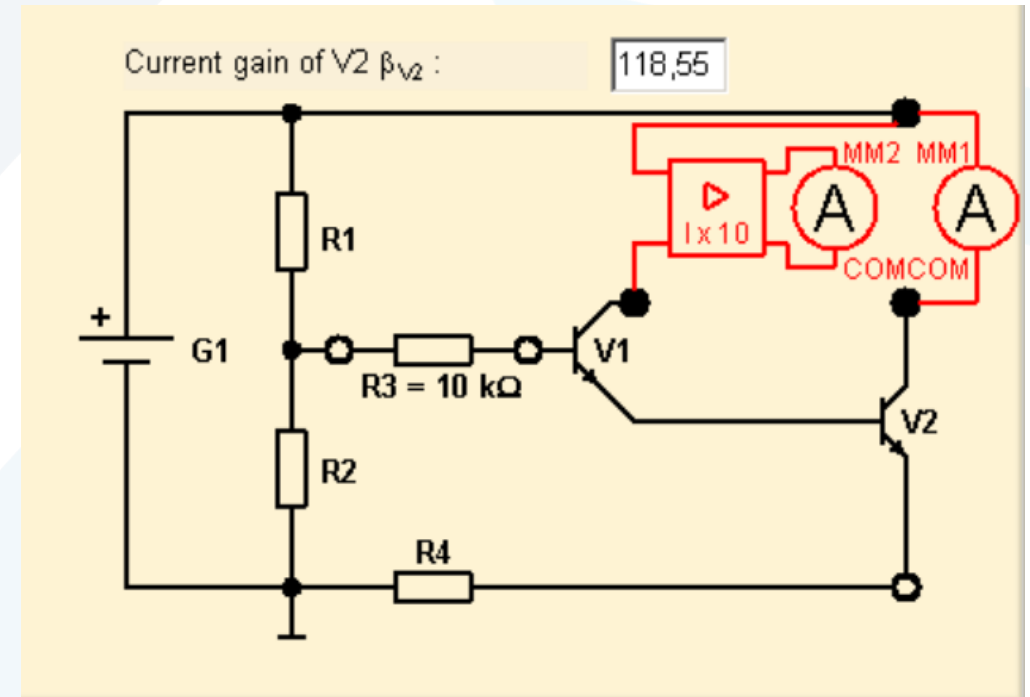 Current gain of V2 βV2 :
118,55
MM2 MM1
A
A
I x 10
COMCOM
R1
+
G1
R3 = 10 kΩ
V1
V2
R2
R4